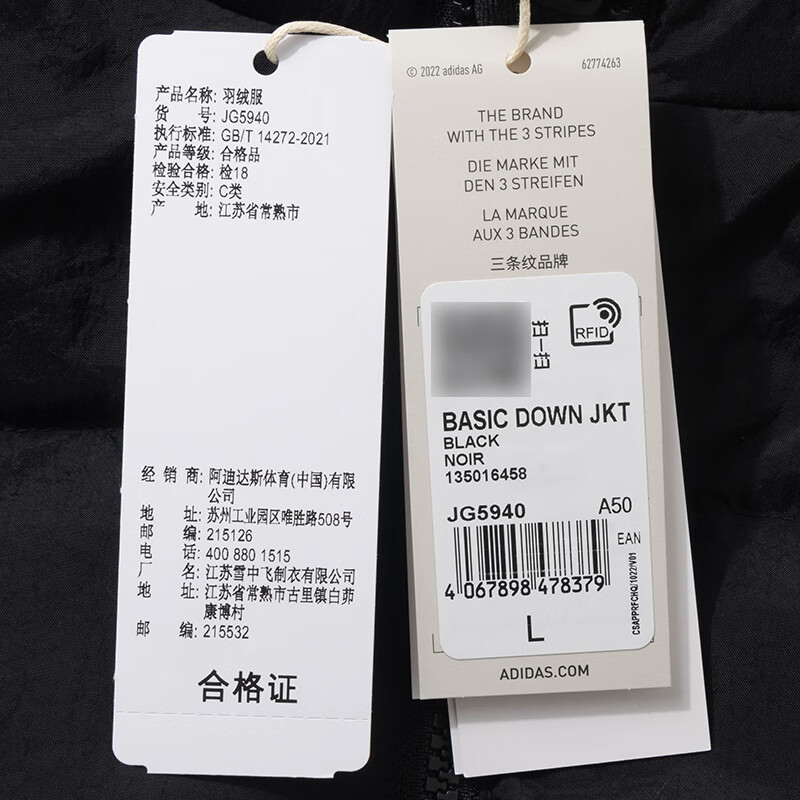 产品名称: 羽绒服
货 号: JG5940
执行标准: GB/T 14272-2021
产品等级: 合格品
检验合格: 检18
安全类别: C类
产 地: 江苏省常熟市
经 销 商: 阿迪达斯体育(中国)有限
公司
地 址: 苏州工业园区唯胜路508号
邮 编: 215126
电 话: 400 880 1515
厂 名: 江苏雪中飞制衣有限公司
地 址: 江苏省常熟市古里镇白茆
康博村
邮 编: 215532
合格证
© 2022 adidas AG
62774263
THE BRAND
WITH THE 3 STRIPES
DIE MARKE MIT
DEN 3 STREIFEN
LA MARQUE
AUX 3 BANDES
三条纹品牌
扫一扫
RFID
BASIC DOWN JKT
BLACK
NOIR
135016458
JG5940 A50
EAN
4 067898 478379
CSAPPRFCHQ/1022/V01
L
ADIDAS.COM